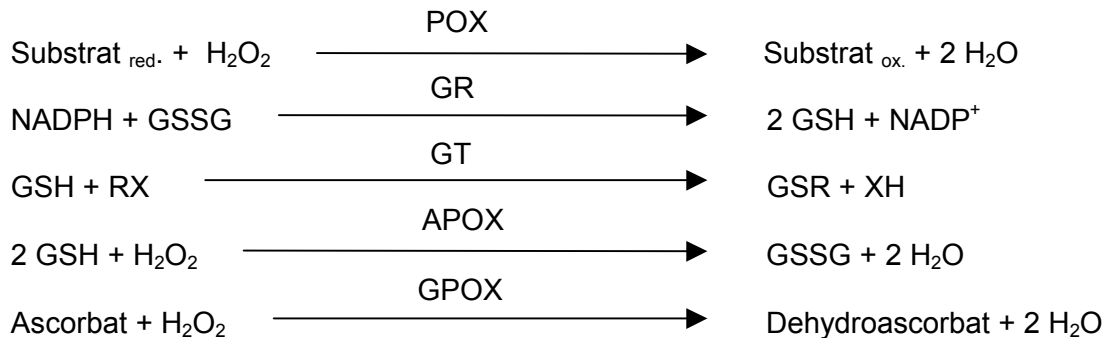 POX
Substrat red. + H₂O₂ Substrat ox. + 2 H₂O
GR
NADPH + GSSG 2 GSH + NADP⁺
GT
GSH + RX GSR + XH
APOX
2 GSH + H₂O₂ GSSG + 2 H₂O
GPOX
Ascorbat + H₂O₂ Dehydroascorbat + 2 H₂O